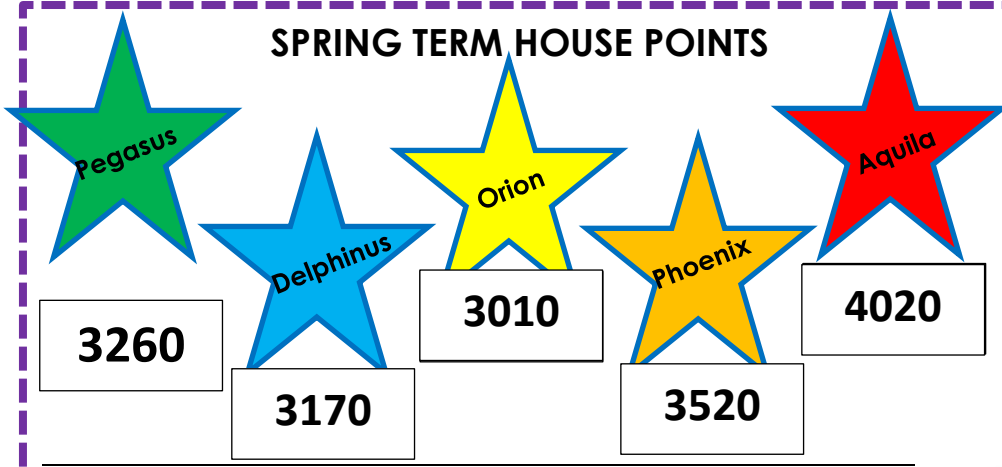 SPRING TERM HOUSE POINTS
Pegasus
Delphinus
Orion
Phoenix
Aquila
3260
3170
3010
3520
4020